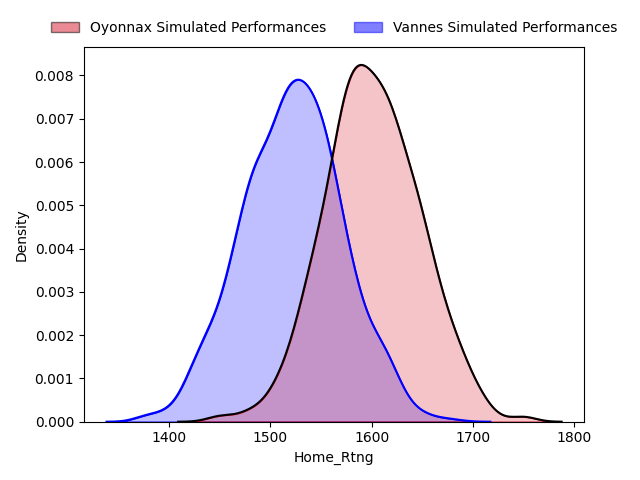 Oyonnax Simulated Performances Vannes Simulated Performances
0.008
0.007
0.006
0.005
0.004
0.003
0.002
0.001
0.000
Density
1400 1500 1600 1700 1800
Home_Rtng